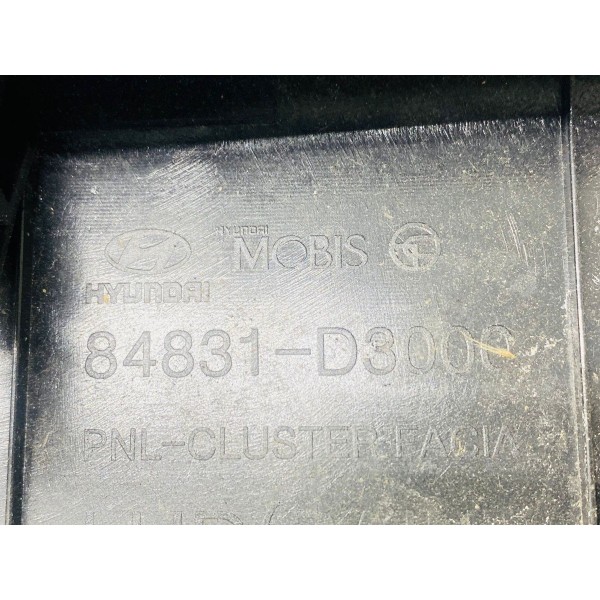 HYUNDAI
MOBIS
HYUNDAI
84831-D3000
PNL-CLUSTER FACIA